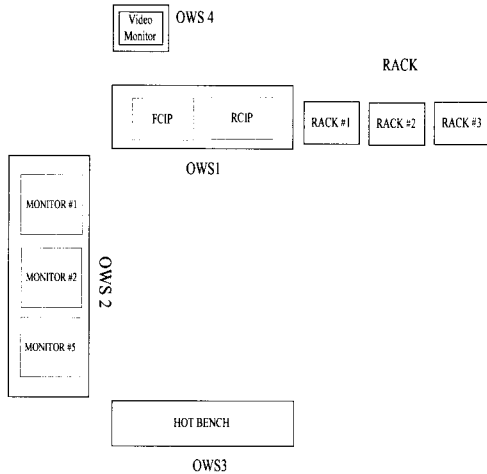 Video
Monitor
OWS 4
RACK
FCIP
RCIP
RACK #1
RACK #2
RACK #3
OWS1
MONITOR #1
MONITOR #2
MONITOR #5
OWS 2
HOT BENCH
OWS3